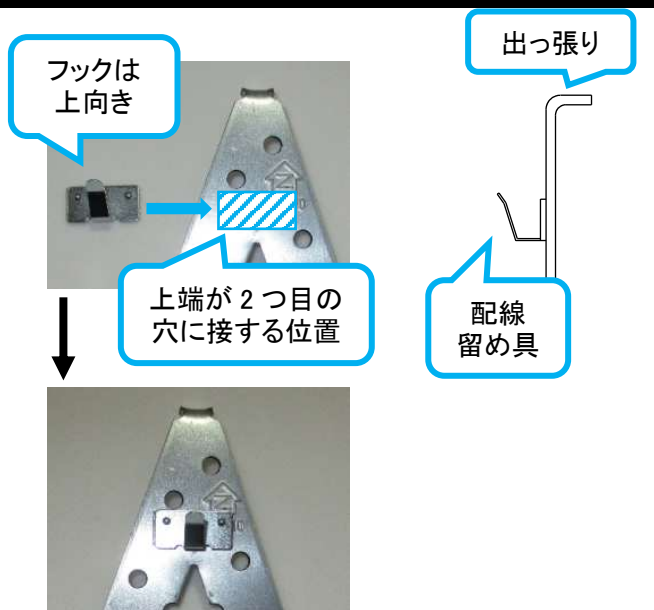 フックは
上向き
出っ張り
上端が２つ目の
穴に接する位置
配線
留め具